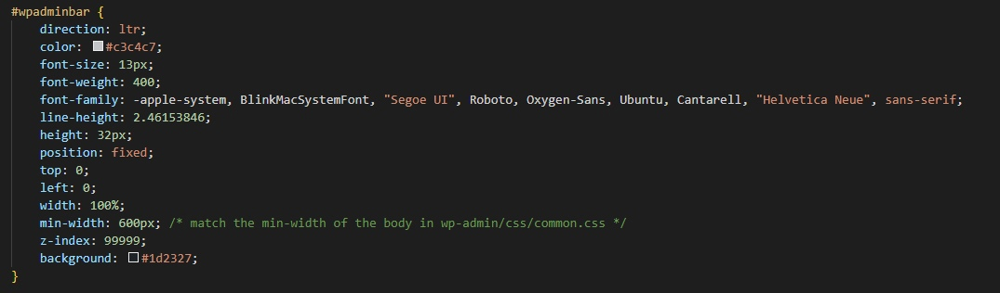 #wpadminbar {
    direction: ltr;
    color: #c3c4c7;
    font-size: 13px;
    font-weight: 400;
    font-family: -apple-system, BlinkMacSystemFont, "Segoe UI", Roboto, Oxygen-Sans, Ubuntu, Cantarell, "Helvetica Neue", sans-serif;
    line-height: 2.46153846;
    height: 32px;
    position: fixed;
    top: 0;
    left: 0;
    width: 100%;
    min-width: 600px; /* match the min-width of the body in wp-admin/css/common.css */
    z-index: 99999;
    background: #1d2327;
}